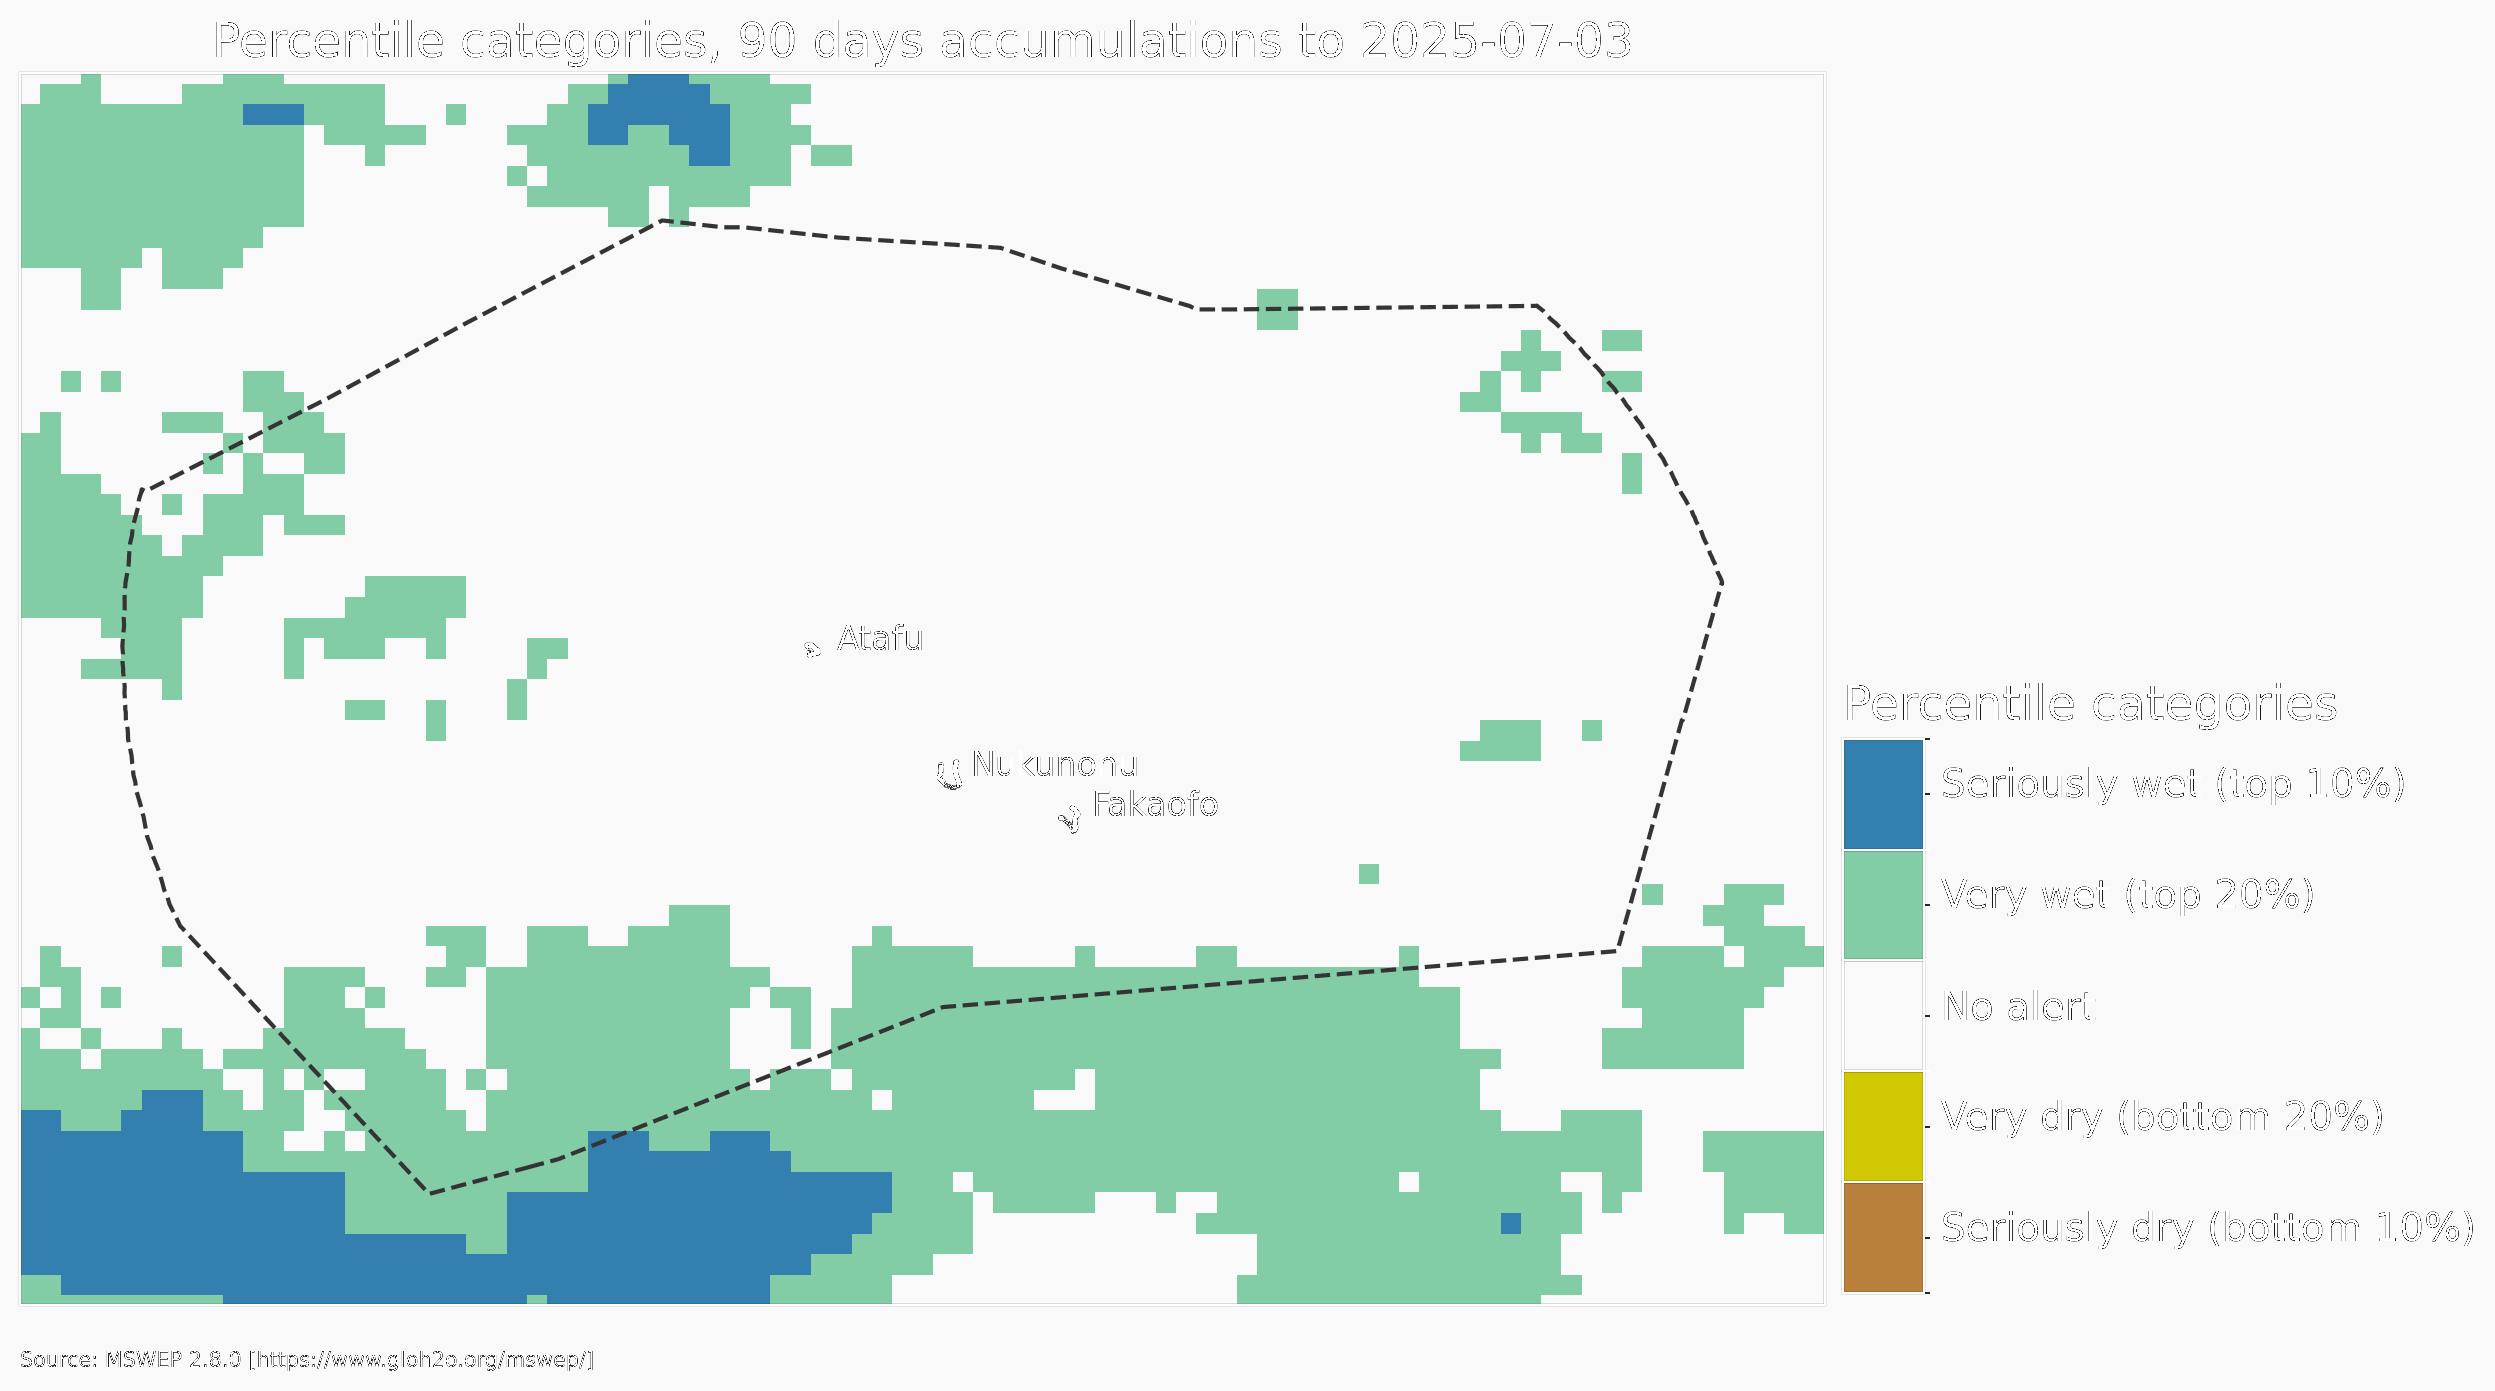 Percentile categories, 90 days accumulations to 2025-07-03
Atafu
Nukunonu
Fakaofo
Percentile categories
Seriously wet (top 10%)
Very wet (top 20%)
No alert
Very dry (bottom 20%)
Seriously dry (bottom 10%)
Source: MSWEP 2.8.0 [https://www.gloh2o.org/mswep/]